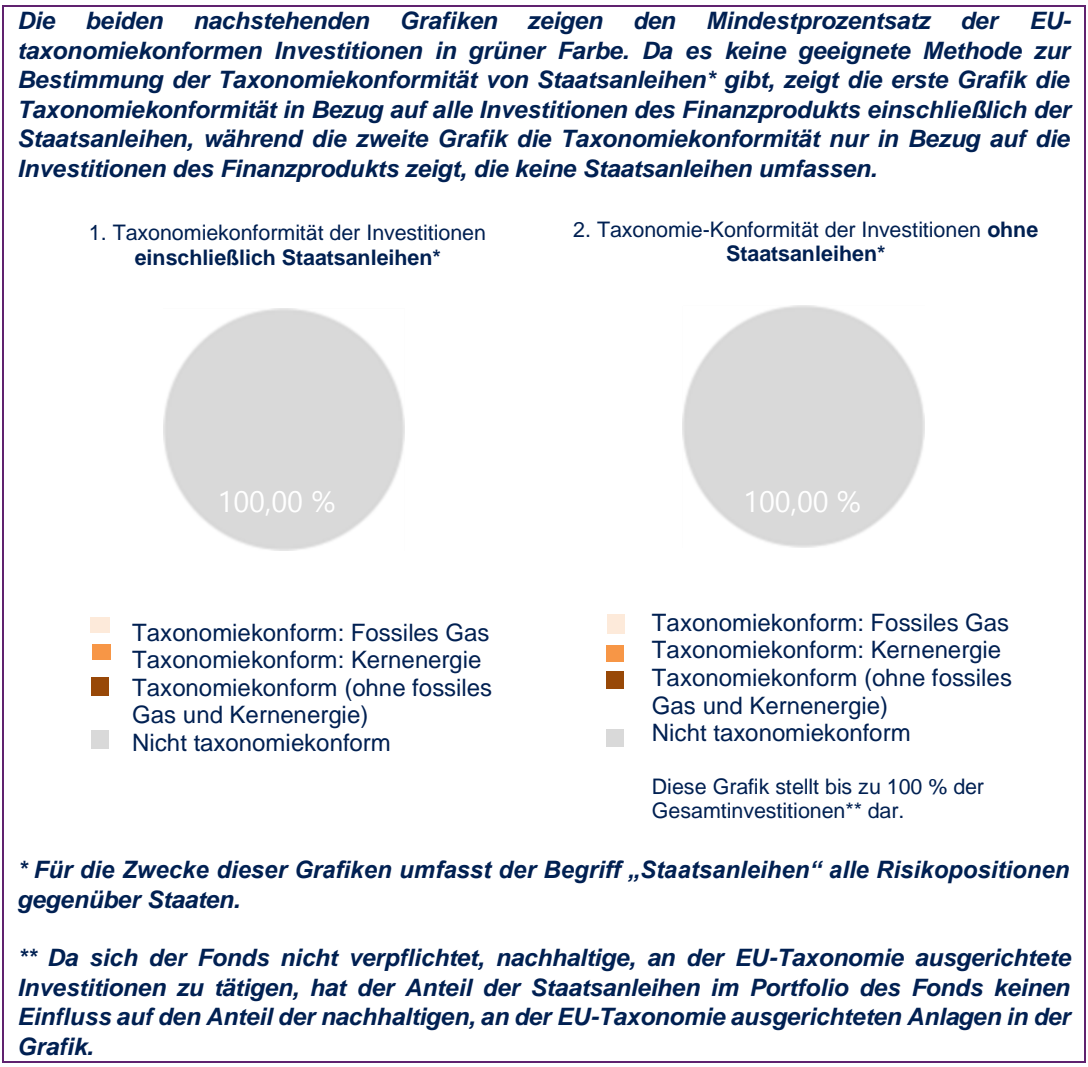 Die beiden nachstehenden Grafiken zeigen den Mindestprozentsatz der EU-
taxonomiekonformen Investitionen in grüner Farbe. Da es keine geeignete Methode zur
Bestimmung der Taxonomiekonformität von Staatsanleihen* gibt, zeigt die erste Grafik die
Taxonomiekonformität in Bezug auf alle Investitionen des Finanzprodukts einschließlich der
Staatsanleihen, während die zweite Grafik die Taxonomiekonformität nur in Bezug auf die
Investitionen des Finanzprodukts zeigt, die keine Staatsanleihen umfassen.
1. Taxonomiekonformität der Investitionen
einschließlich Staatsanleihen*
100,00 %
Taxonomiekonform: Fossiles Gas
Taxonomiekonform: Kernenergie
Taxonomiekonform (ohne fossiles
Gas und Kernenergie)
Nicht taxonomiekonform
2. Taxonomie-Konformität der Investitionen ohne
Staatsanleihen*
100,00 %
Taxonomiekonform: Fossiles Gas
Taxonomiekonform: Kernenergie
Taxonomiekonform (ohne fossiles
Gas und Kernenergie)
Nicht taxonomiekonform
Diese Grafik stellt bis zu 100 % der
Gesamtinvestitionen** dar.
* Für die Zwecke dieser Grafiken umfasst der Begriff „Staatsanleihen“ alle Risikopositionen
gegenüber Staaten.
** Da sich der Fonds nicht verpflichtet, nachhaltige, an der EU-Taxonomie ausgerichtete
Investitionen zu tätigen, hat der Anteil der Staatsanleihen im Portfolio des Fonds keinen
Einfluss auf den Anteil der nachhaltigen, an der EU-Taxonomie ausgerichteten Anlagen in der
Grafik.